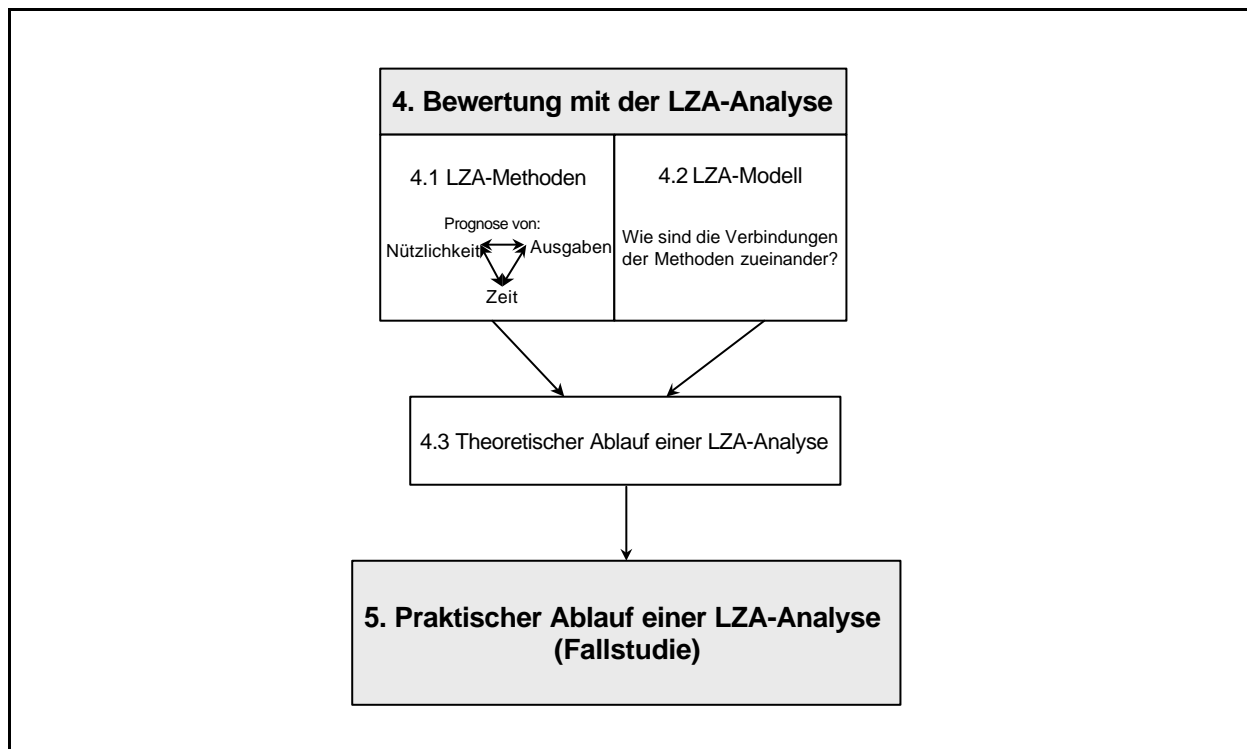 4. Bewertung mit der LZA-Analyse
4.1 LZA-Methoden
Prognose von:
Nützlichkeit
Ausgaben
Zeit
4.2 LZA-Modell
Wie sind die Verbindungen
der Methoden zueinander?
4.3 Theoretischer Ablauf einer LZA-Analyse
5. Praktischer Ablauf einer LZA-Analyse
(Fallstudie)